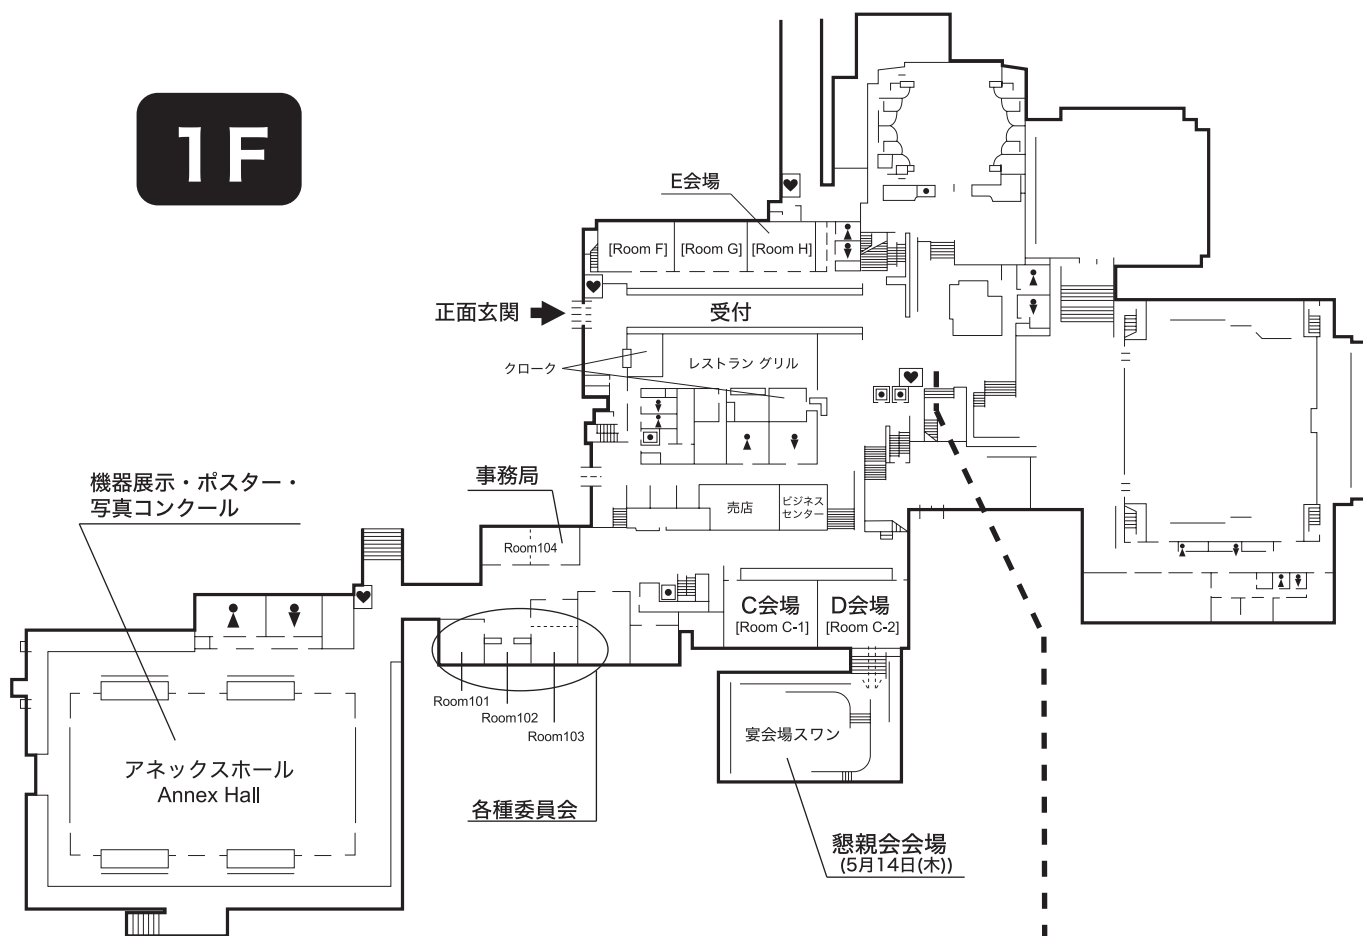 1F
E会場
[Room F]
[Room G]
[Room H]
正面玄関
受付
クローク
レストラン グリル
事務局
機器展示・ポスター・
写真コンクール
売店
ビジネス
センター
Room104
C会場
[Room C-1]
D会場
[Room C-2]
Room101
Room102
Room103
宴会場スワン
アネックスホール
Annex Hall
各種委員会
懇親会会場
(5月14日(木))